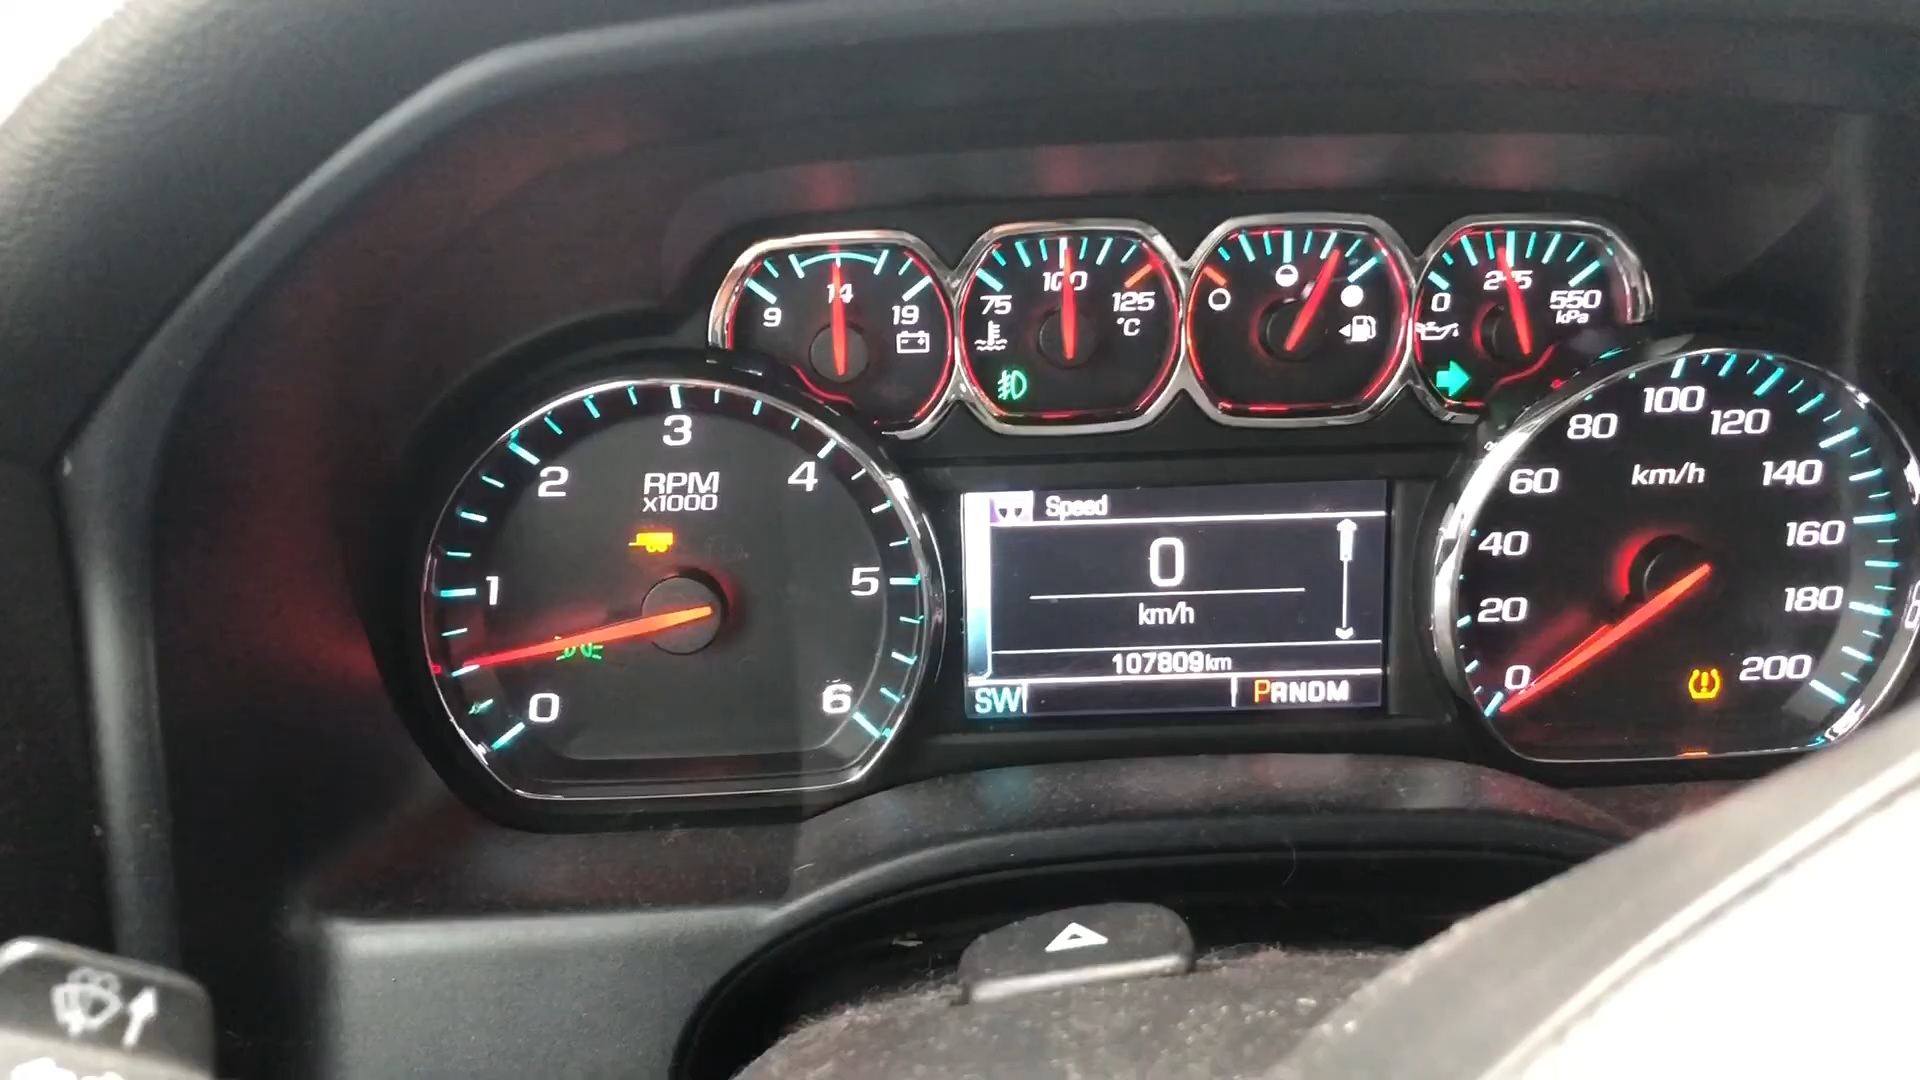 9 14 19
75 100 125
°C
0 275 550
kPa
0 1 2 3 4 5 6
RPM
x1000
Speed
0
km/h
107809km
SW
PRNDM
0 20 40 60 80 100 120 140 160 180 200
km/h